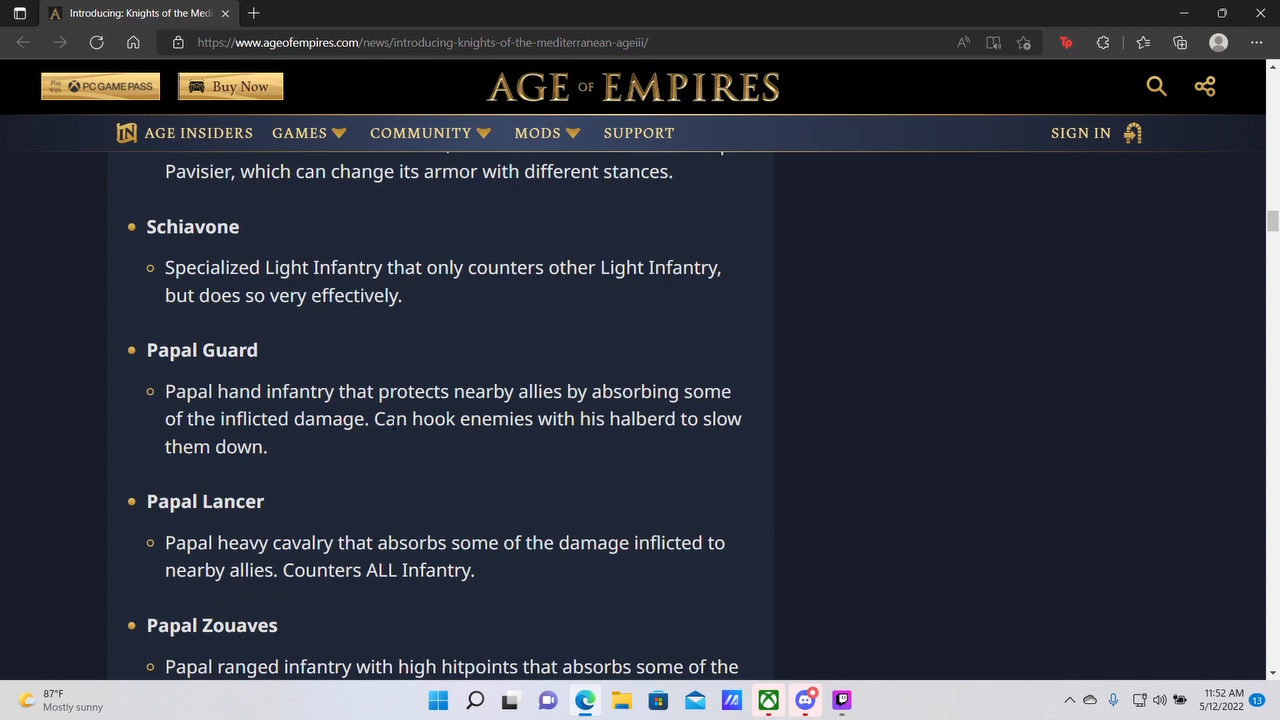 Introducing: Knights of the Med
https://www.ageofempires.com/news/introducing-knights-of-the-mediterranean-ageiii/
PC GAME PASS
Buy Now
AGE OF EMPIRES
AGE INSIDERS GAMES COMMUNITY MODS SUPPORT SIGN IN
Pavisier, which can change its armor with different stances.
Schiavone
Specialized Light Infantry that only counters other Light Infantry,
but does so very effectively.
Papal Guard
Papal hand infantry that protects nearby allies by absorbing some
of the inflicted damage. Can hook enemies with his halberd to slow
them down.
Papal Lancer
Papal heavy cavalry that absorbs some of the damage inflicted to
nearby allies. Counters ALL Infantry.
Papal Zouaves
Papal ranged infantry with high hitpoints that absorbs some of the
87°F
Mostly sunny
11:52 AM
5/12/2022
13